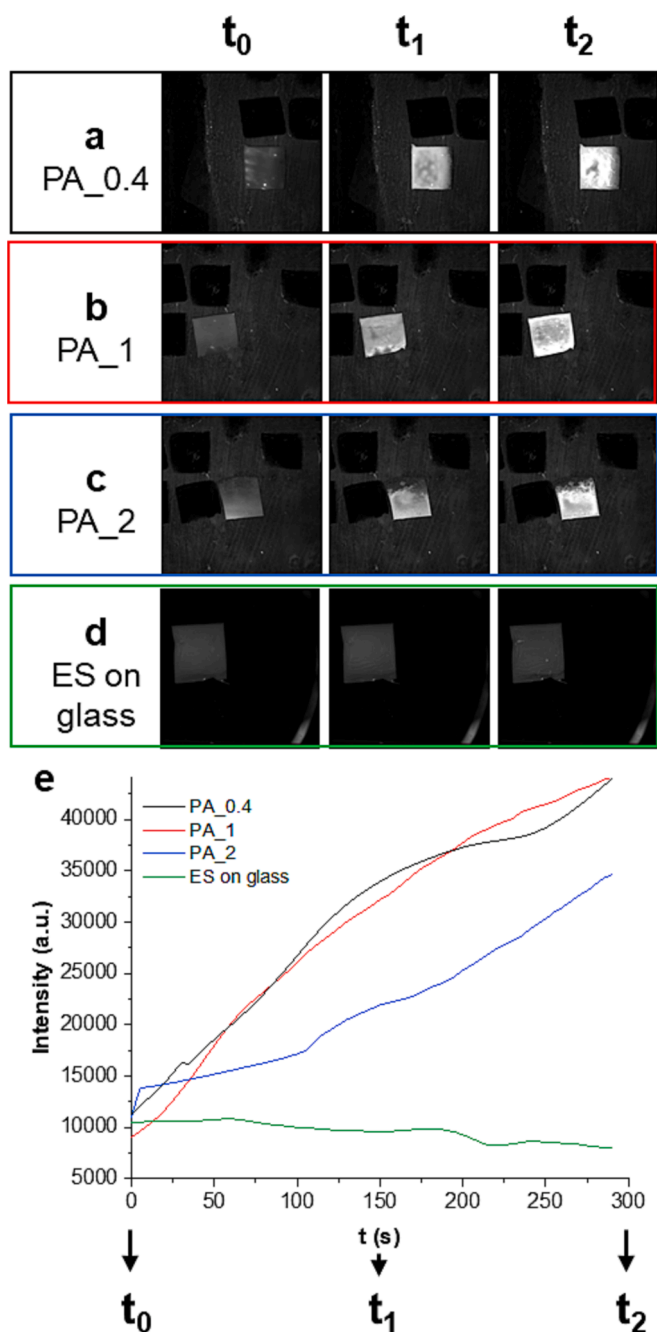 t0 t1 t2
a
PA_0.4
b
PA_1
c
PA_2
d
ES on
glass
e
PA_0.4
PA_1
PA_2
ES on glass
40000
35000
30000
25000
20000
15000
10000
5000
Intensity (a.u.)
0 50 100 150 200 250 300
t (s)
t0 t1 t2